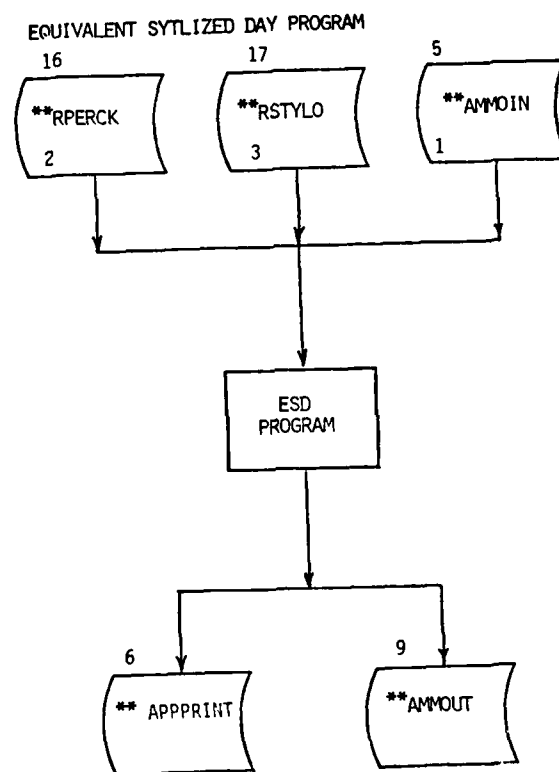 EQUIVALENT SYTLIZED DAY PROGRAM
16
17
5
**RPERCK
**RSTYLO
**AMMOIN
2
3
1
ESD
PROGRAM
6
9
** APPPRINT
**AMMOUT